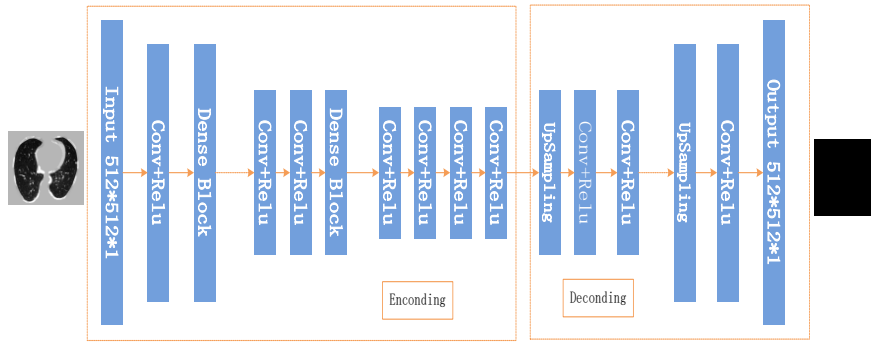 Input 512*512*1
Conv+Relu
Dense Block
Conv+Relu
Conv+Relu
Dense Block
Conv+Relu
Conv+Relu
Conv+Relu
Conv+Relu
UpSampling
Conv+Relu
Conv+Relu
UpSampling
Conv+Relu
Output 512*512*1
Enconding
Deconding